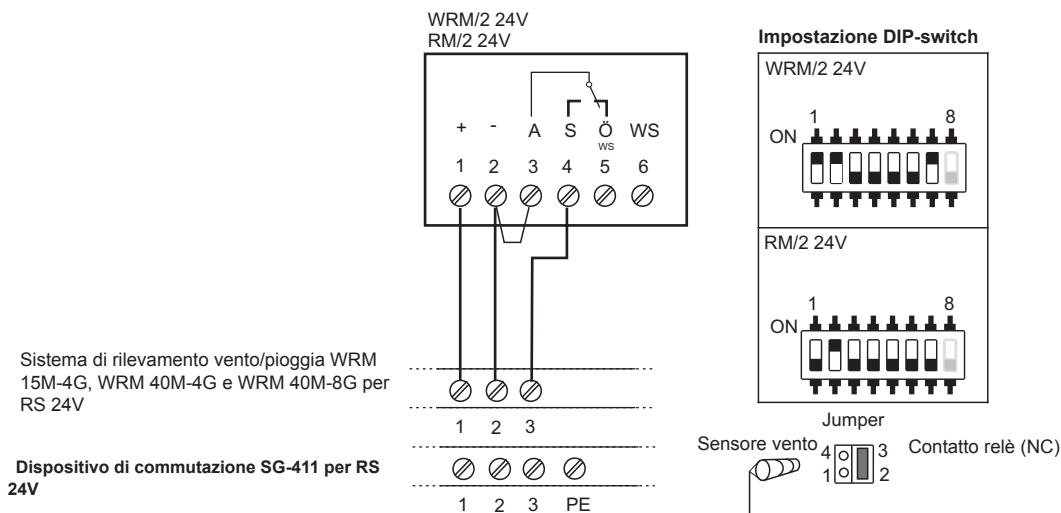 WRM/2 24V
RM/2 24V
+ - A S Ö WS
WS
1 2 3 4 5 6
Impostazione DIP-switch
WRM/2 24V
1 8
ON
RM/2 24V
1 8
ON
Sistema di rilevamento vento/pioggia WRM
15M-4G, WRM 40M-4G e WRM 40M-8G per
RS 24V
1 2 3
Dispositivo di commutazione SG-411 per RS
24V
1 2 3 PE
Jumper
Sensore vento
4 3
1 2
Contatto relè (NC)